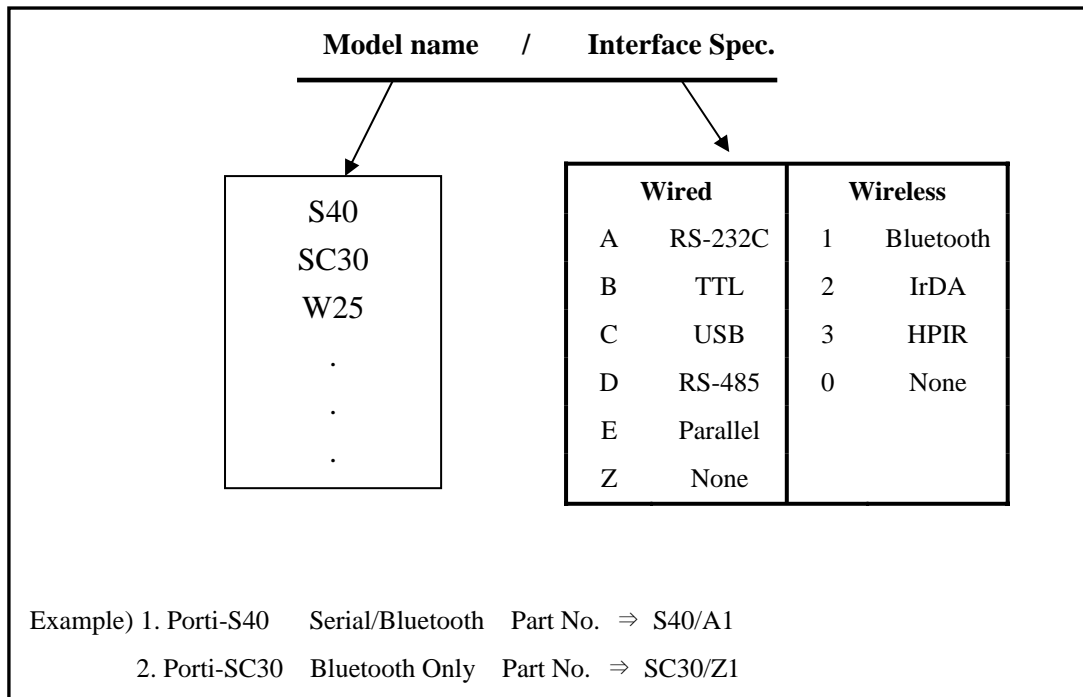 Model name / Interface Spec.
S40
SC30
W25
.
.
.
Wired Wireless
A RS-232C 1 Bluetooth
B TTL 2 IrDA
C USB 3 HPIR
D RS-485 0 None
E Parallel
Z None
Example) 1. Porti-S40 Serial/Bluetooth Part No. ⇒ S40/A1
2. Porti-SC30 Bluetooth Only Part No. ⇒ SC30/Z1